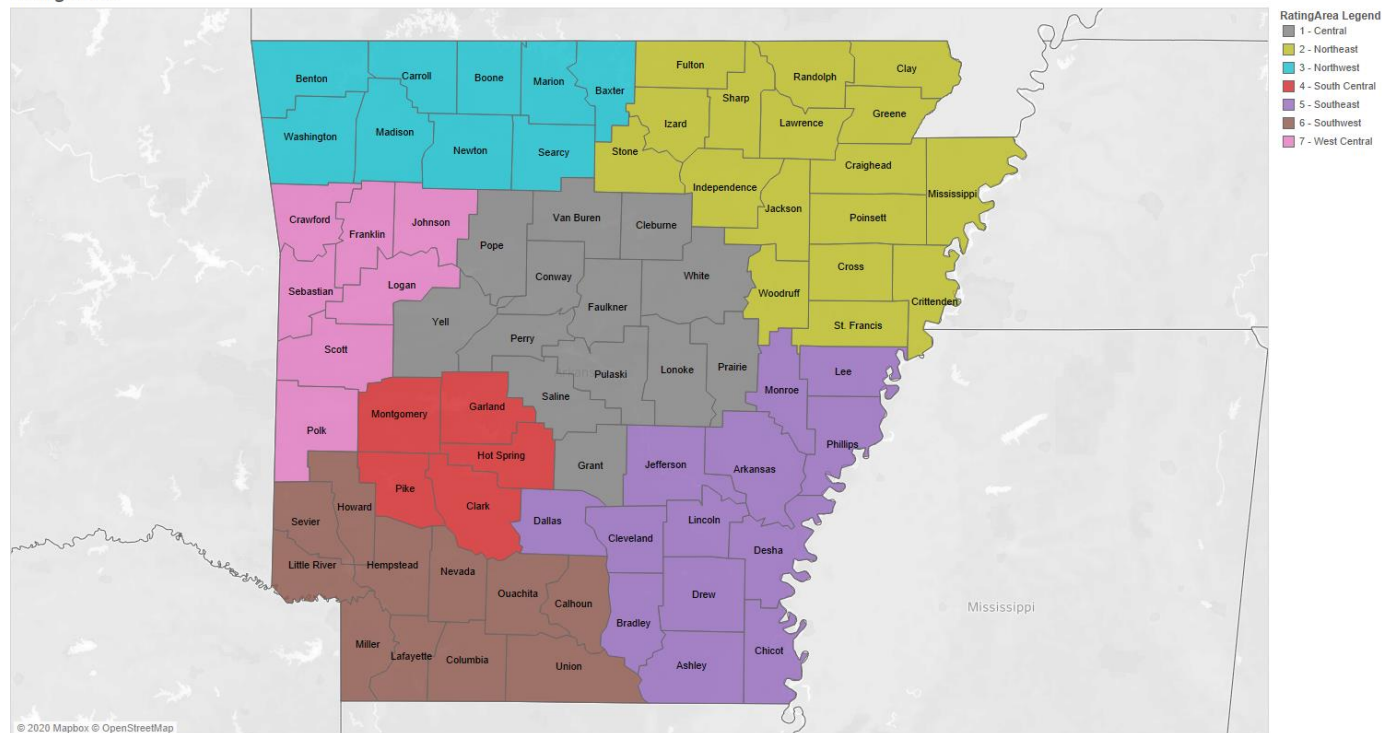 RatingArea Legend
1 - Central
2 - Northeast
3 - Northwest
4 - South Central
5 - Southeast
6 - Southwest
7 - West Central
Benton
Carroll
Boone
Marion
Baxter
Fulton
Sharp
Randolph
Clay
Greene
Lawrence
Izard
Stone
Washington
Madison
Newton
Searcy
Independence
Jackson
Craighead
Mississippi
Poinsett
Crawford
Franklin
Johnson
Pope
Van Buren
Cleburne
White
Conway
Faulkner
Woodruff
Cross
Crittenden
St. Francis
Sebastian
Logan
Yell
Perry
Scott
Pulaski
Lonoke
Prairie
Monroe
Lee
Saline
Polk
Montgomery
Garland
Hot Spring
Grant
Jefferson
Arkansas
Phillips
Pike
Clark
Dallas
Cleveland
Lincoln
Desha
Sevier
Howard
Little River
Hempstead
Nevada
Ouachita
Calhoun
Bradley
Drew
Miller
Lafayette
Columbia
Union
Ashley
Chicot
Mississippi
© 2020 Mapbox © OpenStreetMap